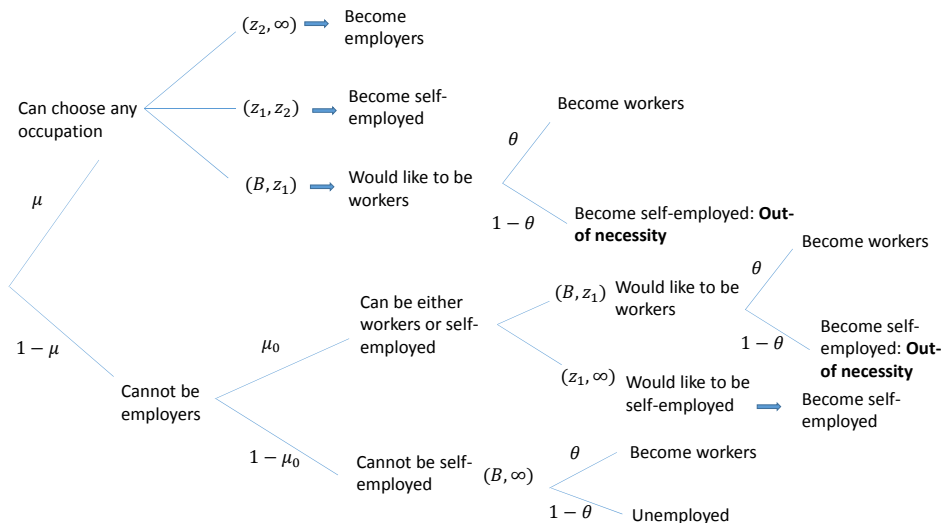 (z₂, ∞)
Become
employers
Can choose any
occupation
(z₁, z₂)
Become self-
employed
(B, z₁)
Would like to be
workers
θ
Become workers
1 − θ
Become self-employed: Out-
of necessity
μ
1 − μ
Cannot be
employers
μ₀
Can be either
workers or self-
employed
(B, z₁)
Would like to be
workers
θ
Become workers
1 − θ
Become self-
employed: Out-
of necessity
(z₁, ∞)
Would like to be
self-employed
Become self-
employed
1 − μ₀
Cannot be self-
employed
(B, ∞)
θ
Become workers
1 − θ
Unemployed